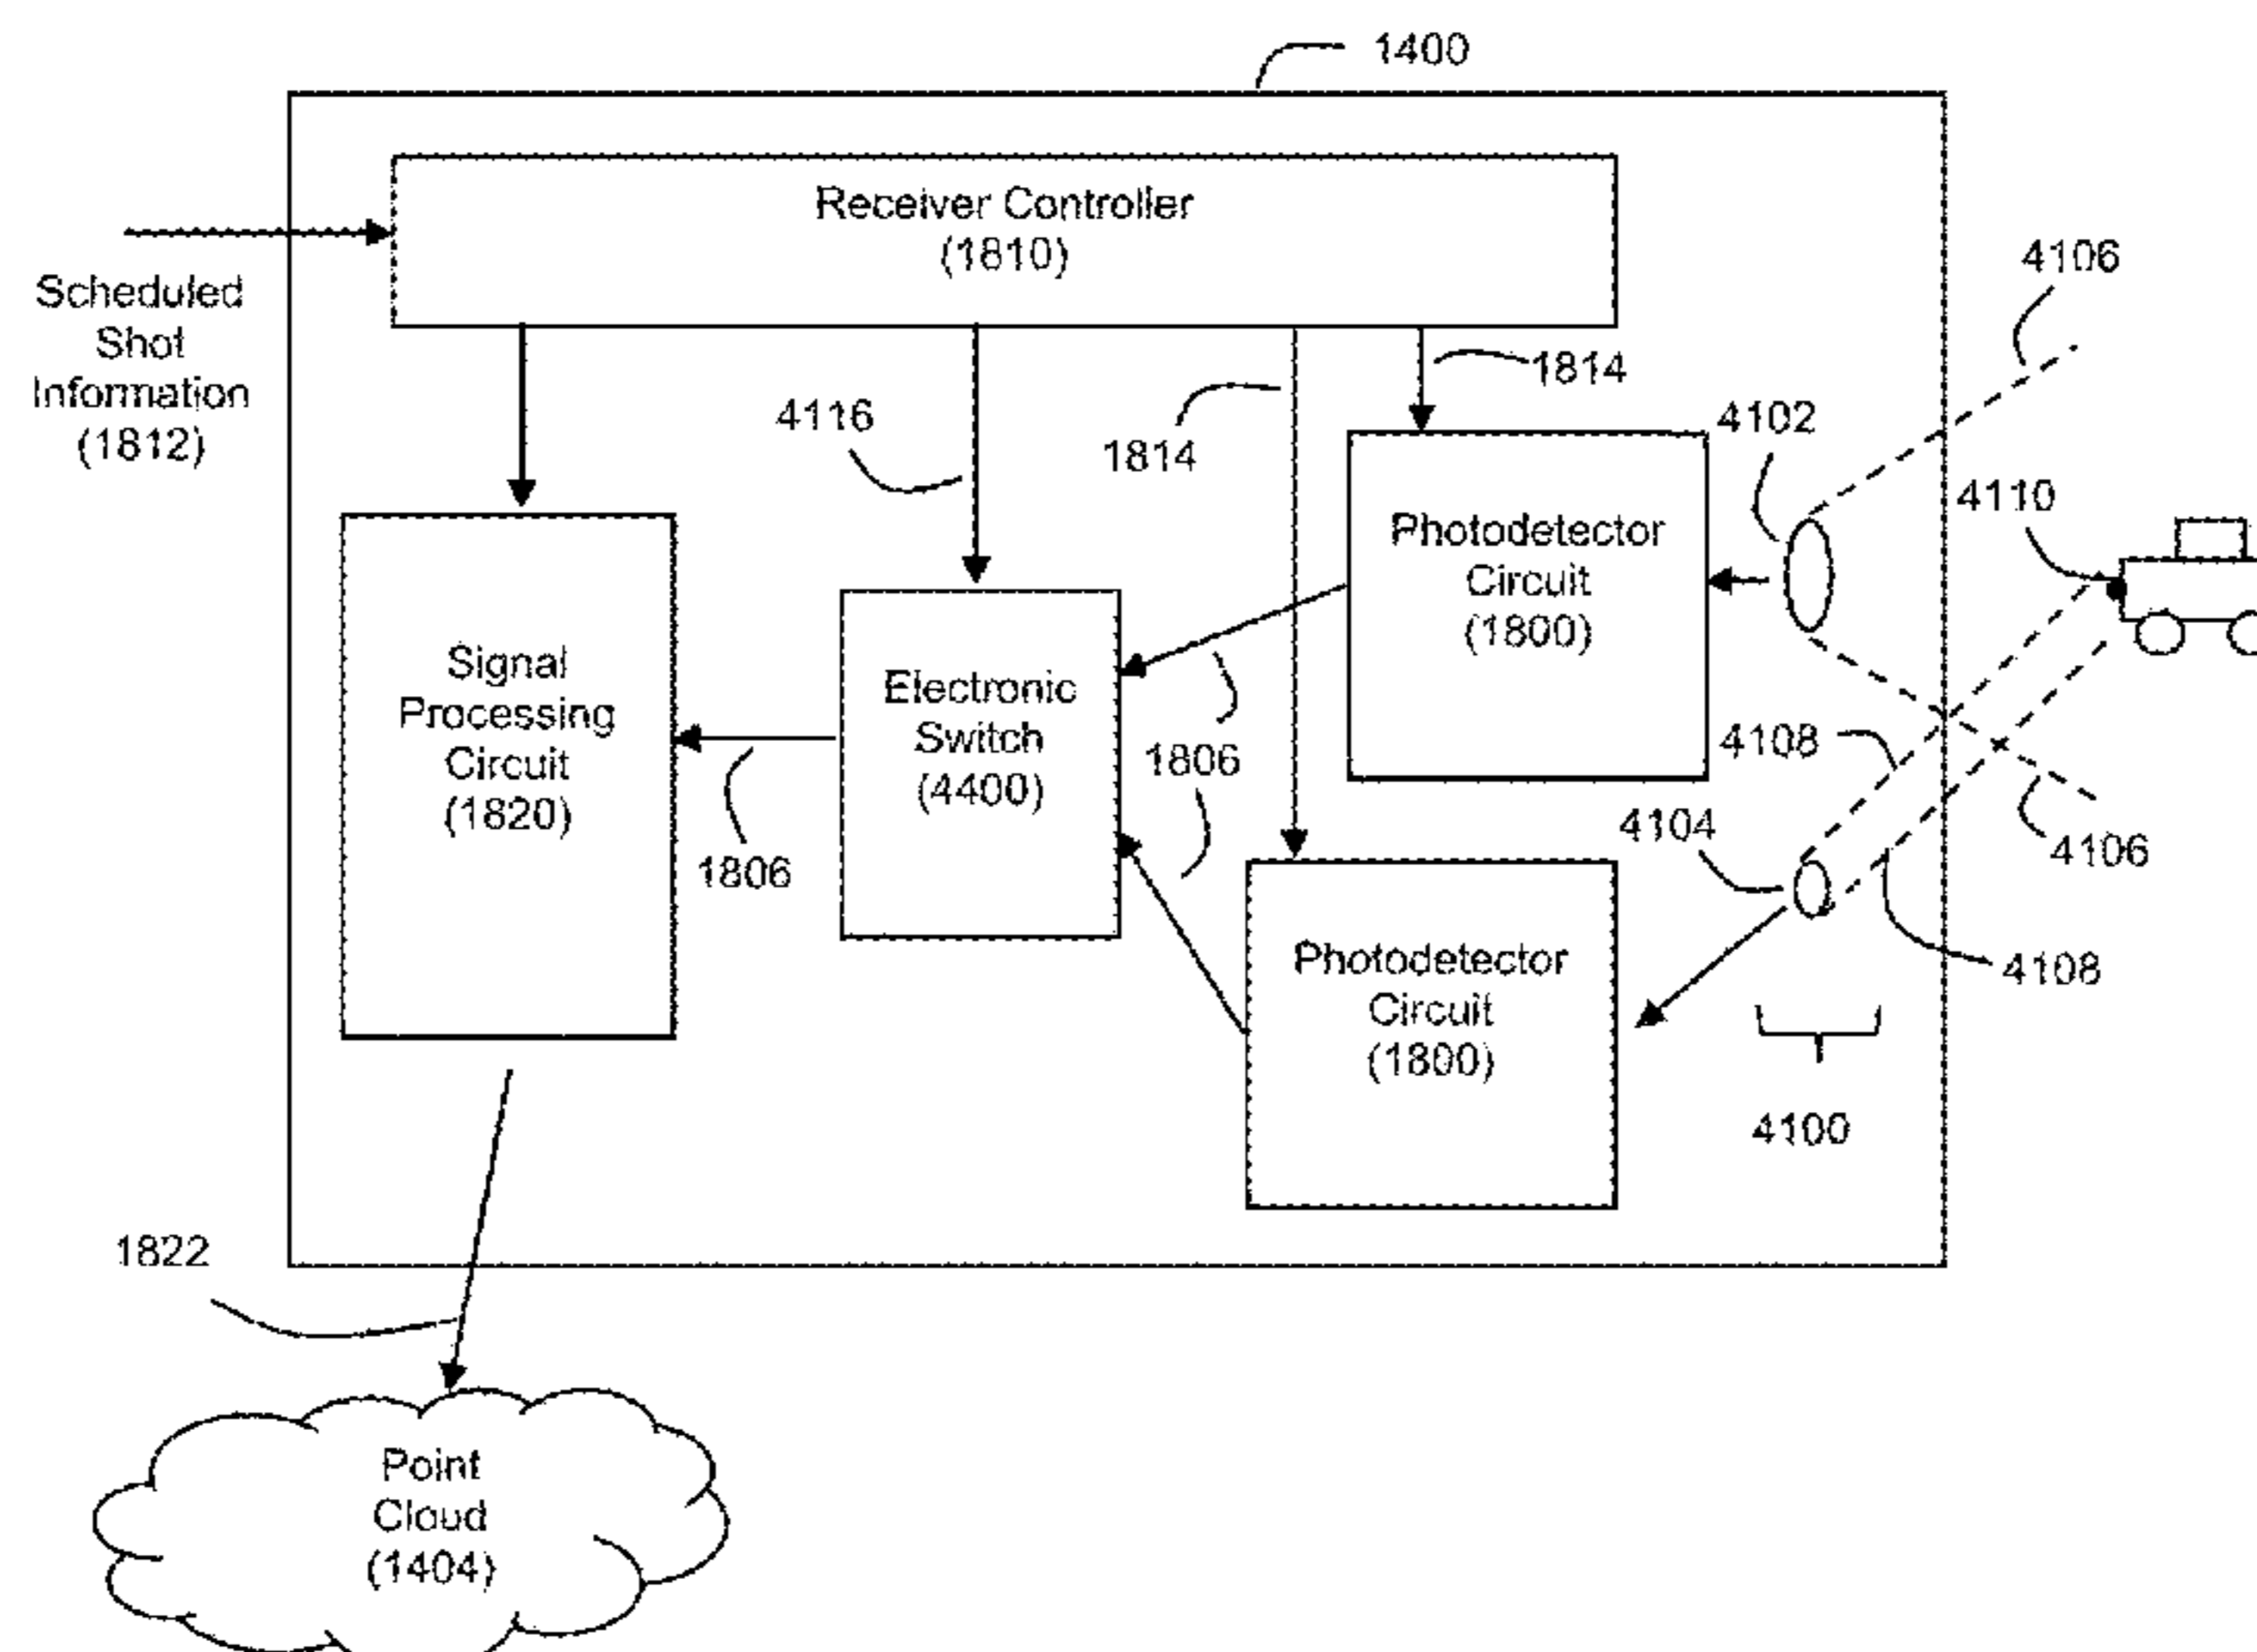 1400
Receiver Controller
(1810)
Scheduled
Shot
Information
(1812)
4106
1814
4116
1814
4102
4110
Photodetector
Circuit
(1800)
Signal
Processing
Circuit
(1820)
Electronic
Switch
(4400)
1806
1806
4108
4104
4106
Photodetector
Circuit
(1800)
4108
4100
1822
Point
Cloud
(1404)